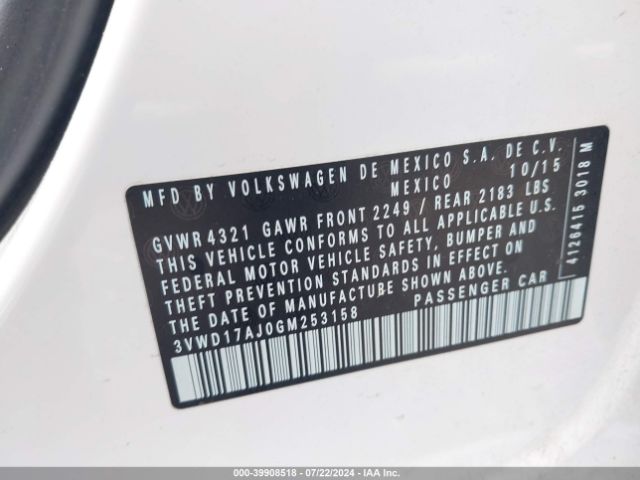 MFD BY VOLKSWAGEN DE MEXICO S.A. DE C.V.
MEXICO 10/15
GVWR 4321 GAWR FRONT 2249 / REAR 2183 LBS
THIS VEHICLE CONFORMS TO ALL APPLICABLE U.S.
FEDERAL MOTOR VEHICLE SAFETY, BUMPER AND
THEFT PREVENTION STANDARDS IN EFFECT ON
THE DATE OF MANUFACTURE SHOWN ABOVE.
3VWD17AJ0GM253158 PASSENGER CAR
4126415 3018 M
000-39908518 - 07/22/2024 - IAA Inc.